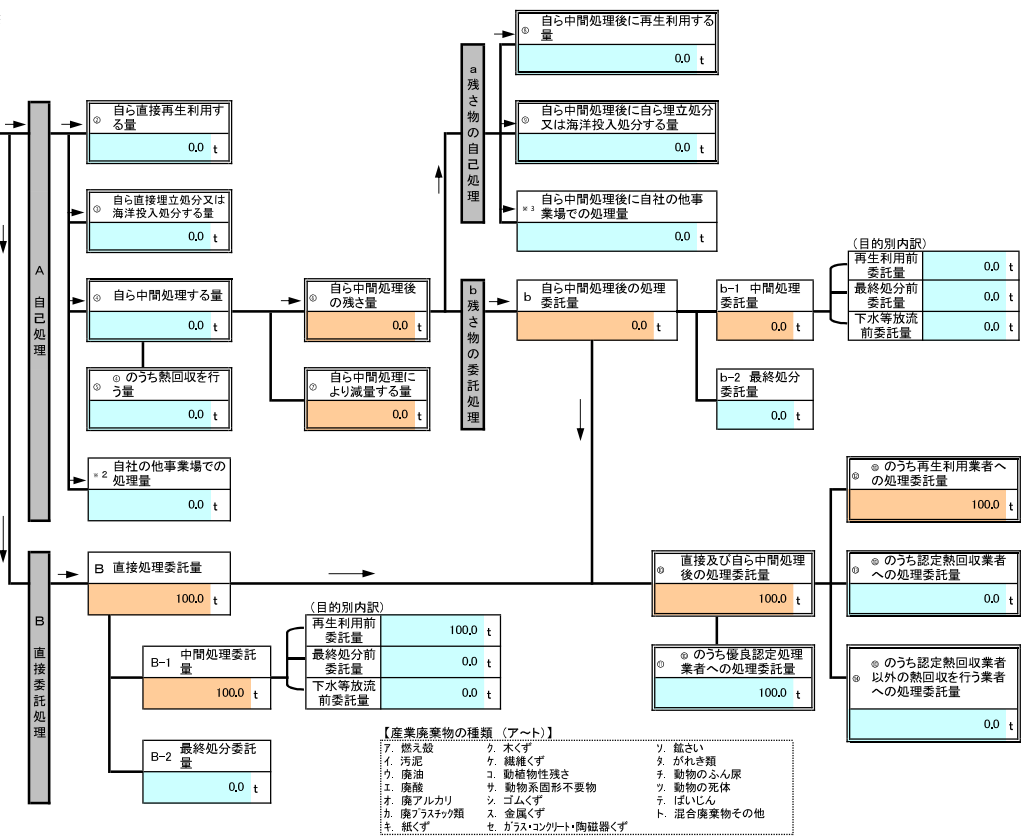 A 自己処理
② 自ら直接再生利用す
る量
0.0 t
③ 自ら直接埋立処分又は
海洋投入処分する量
0.0 t
④ 自ら中間処理する量
0.0 t
⑤ ④ のうち熱回収を行
う量
0.0 t
※2 自社の他事業場での
処理量
0.0 t
⑥ 自ら中間処理後
の残さ量
0.0 t
⑦ 自ら中間処理に
より減量する量
0.0 t
a 残さ物の自己処理
自ら中間処理後に再生利用する
量
0.0 t
⑨ 自ら中間処理後に自ら埋立処分
又は海洋投入処分する量
0.0 t
※3 自ら中間処理後に自社の他事
業場での処理量
0.0 t
b 残さ物の委託処理
b 自ら中間処理後の処理
委託量
0.0 t
b-1 中間処理
委託量
0.0 t
(目的別内訳)
再生利用前
委託量
0.0 t
最終処分前
委託量
0.0 t
下水等放流
前委託量
0.0 t
b-2 最終処分
委託量
0.0 t
B 直接委託処理
B 直接処理委託量
100.0 t
B-1 中間処理委託
量
100.0 t
(目的別内訳)
再生利用前
委託量
100.0 t
最終処分前
委託量
0.0 t
下水等放流
前委託量
0.0 t
B-2 最終処分委託
量
0.0 t
⑩ 直接及び自ら中間処理
後の処理委託量
100.0 t
⑪ ⑩ のうち優良認定処理
業者への処理委託量
100.0 t
⑫ ⑩ のうち再生利用業者へ
の処理委託量
100.0 t
⑬ ⑩ のうち認定熱回収業者
への処理委託量
0.0 t
⑭ ⑩ のうち認定熱回収業者
以外の熱回収を行う業者
への処理委託量
0.0 t
【産業廃棄物の種類 (ア~ト)】
ア. 燃え殻
イ. 汚泥
ウ. 廃油
エ. 廃酸
オ. 廃アルカリ
カ. 廃プラスチック類
キ. 紙くず
ク. 木くず
ケ. 繊維くず
コ. 動植物性残さ
サ. 動物系固形不要物
シ. ゴムくず
ス. 金属くず
セ. ガラス・コンクリート・陶磁器くず
ソ. 鉱さい
タ. がれき類
チ. 動物のふん尿
ツ. 動物の死体
テ. ばいじん
ト. 混合廃棄物その他